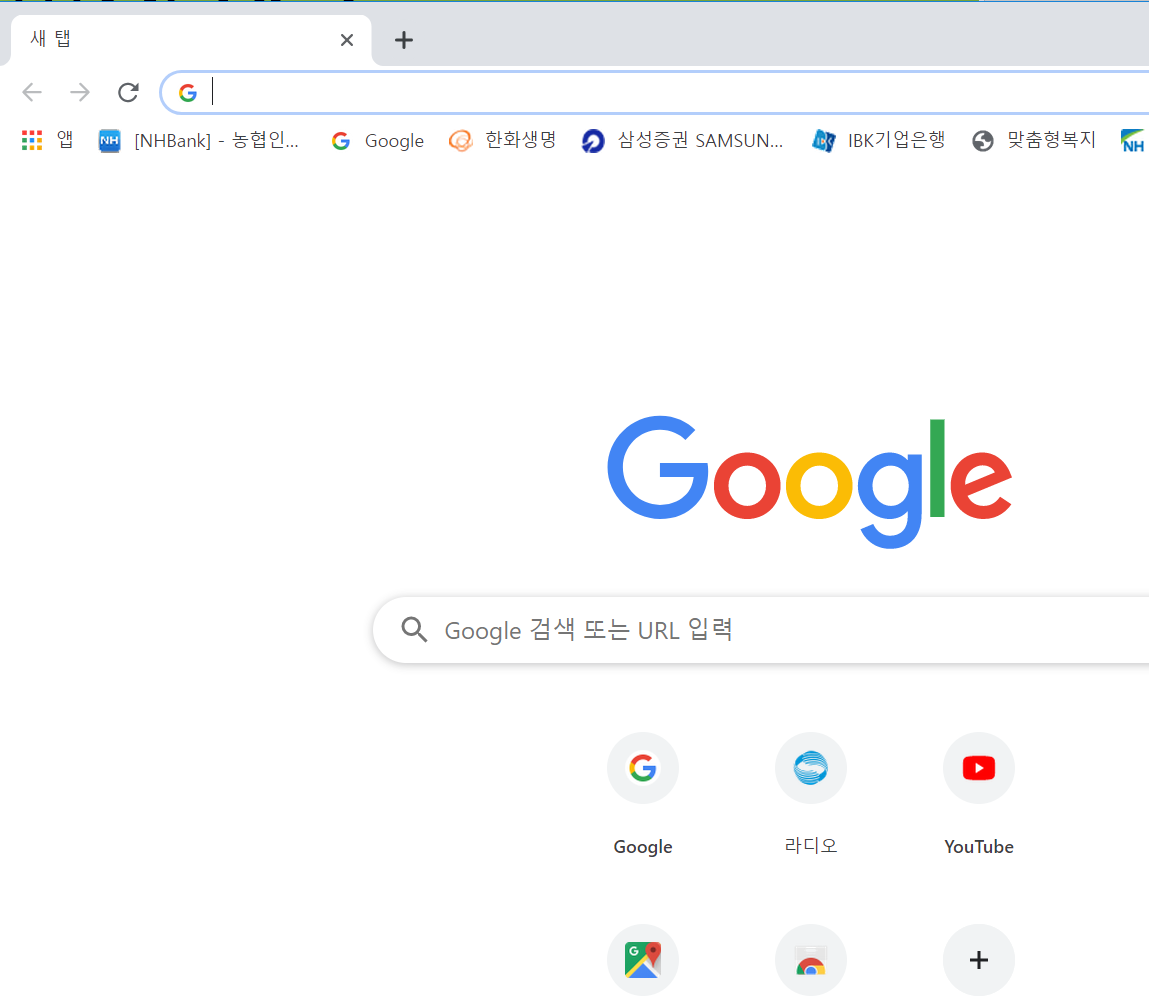 새 탭
앱 [NHBank] - 농협인... Google 한화생명 삼성증권 SAMSUN... IBK기업은행 맞춤형복지
Google
Google 검색 또는 URL 입력
Google 라디오 YouTube